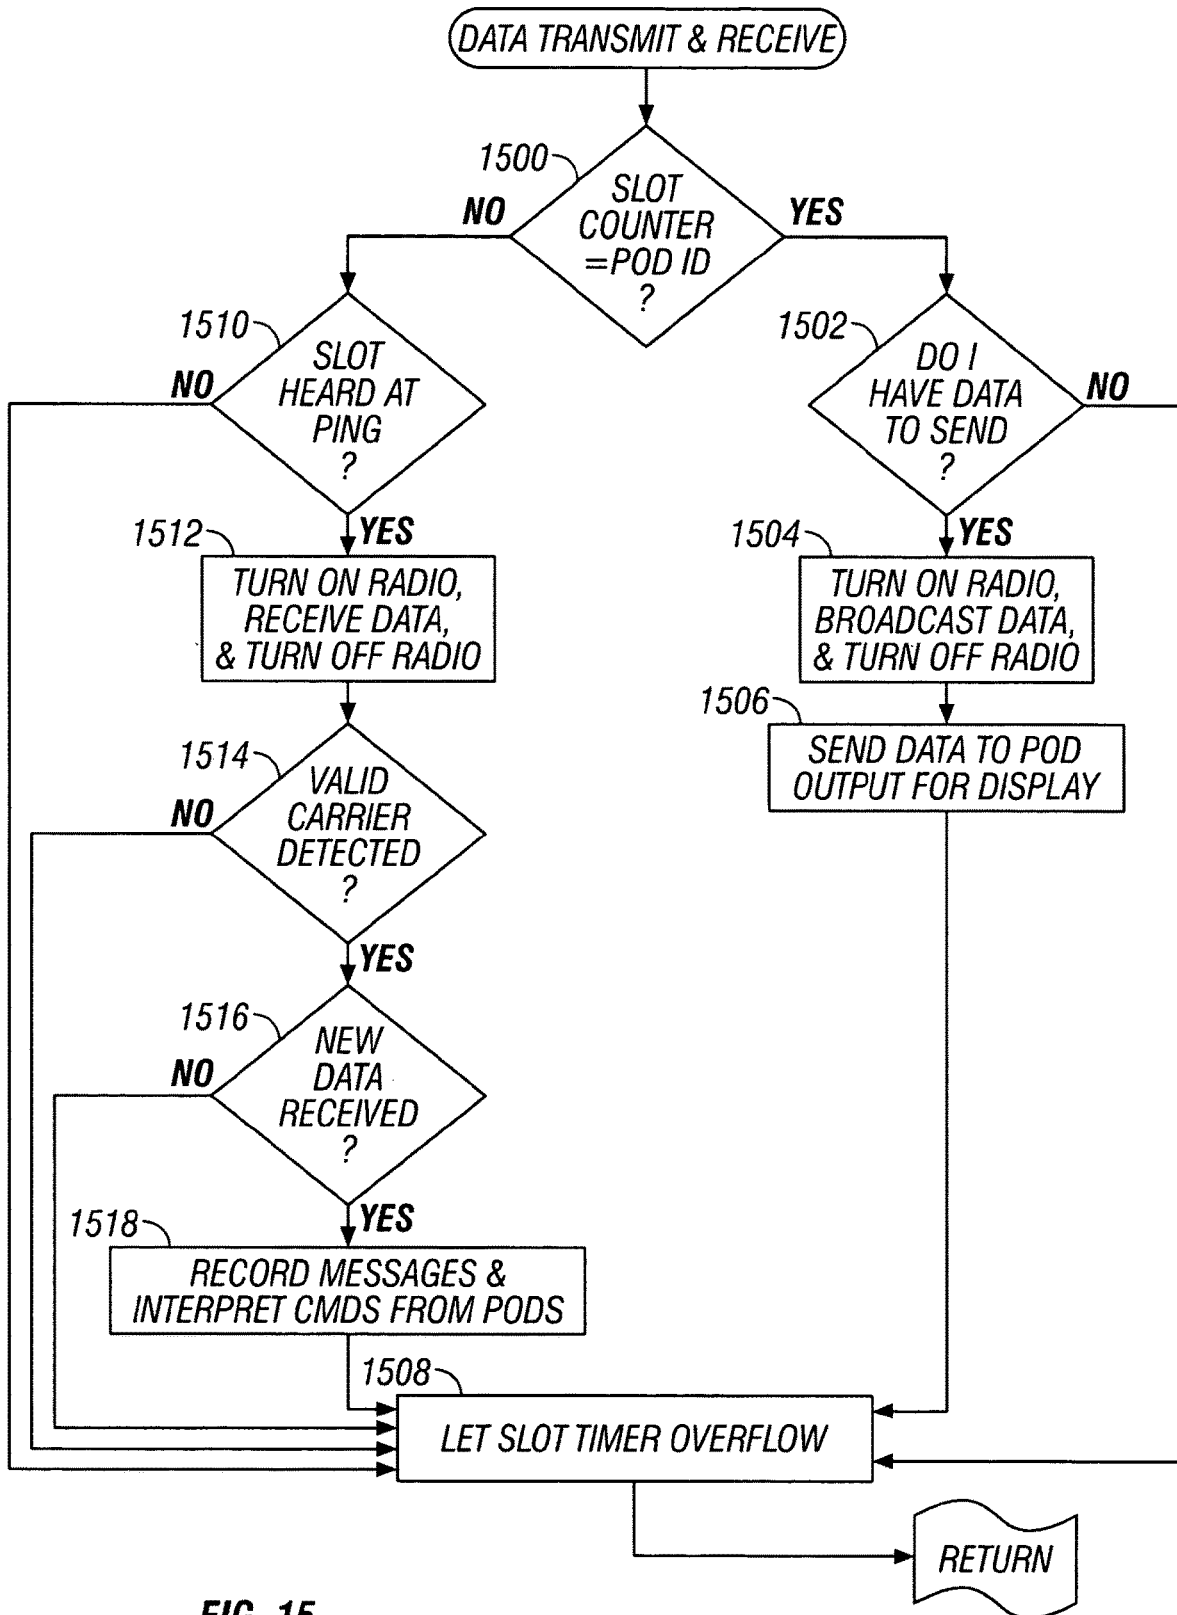 DATA TRANSMIT & RECEIVE
1500
SLOT
COUNTER
=POD ID
?
NO
YES
1510
SLOT
HEARD AT
PING
?
NO
YES
1502
DO I
HAVE DATA
TO SEND
?
NO
YES
1512
TURN ON RADIO,
RECEIVE DATA,
& TURN OFF RADIO
1504
TURN ON RADIO,
BROADCAST DATA,
& TURN OFF RADIO
1506
SEND DATA TO POD
OUTPUT FOR DISPLAY
1514
VALID
CARRIER
DETECTED
?
NO
YES
1516
NEW
DATA
RECEIVED
?
NO
YES
1518
RECORD MESSAGES &
INTERPRET CMDS FROM PODS
1508
LET SLOT TIMER OVERFLOW
RETURN
FIG. 15